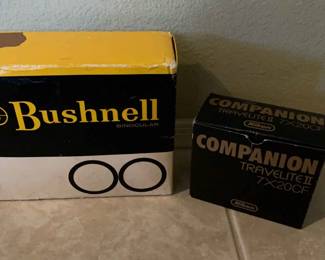 Bushnell
BINOCULAR
COMPANION
TRAVELITE II
7X20CF
COMPANION
TRAVELITE II
7X20CF